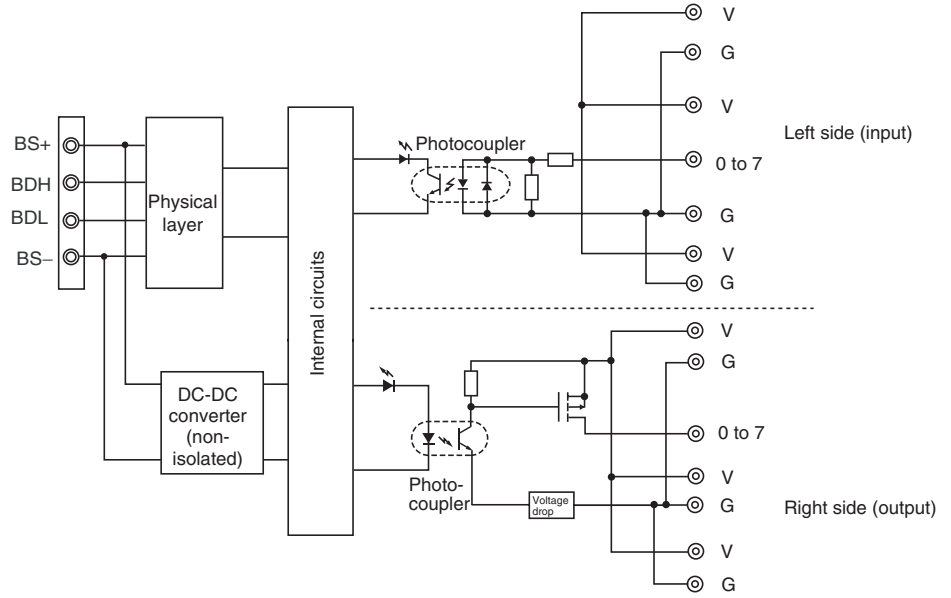 BS+
BDH
BDL
BS−
Physical
layer
DC-DC
converter
(non-
isolated)
Internal circuits
Photocoupler
V
G
V
0 to 7
G
V
G
Left side (input)
Photo-
coupler
Voltage
drop
V
G
0 to 7
V
G
V
G
Right side (output)